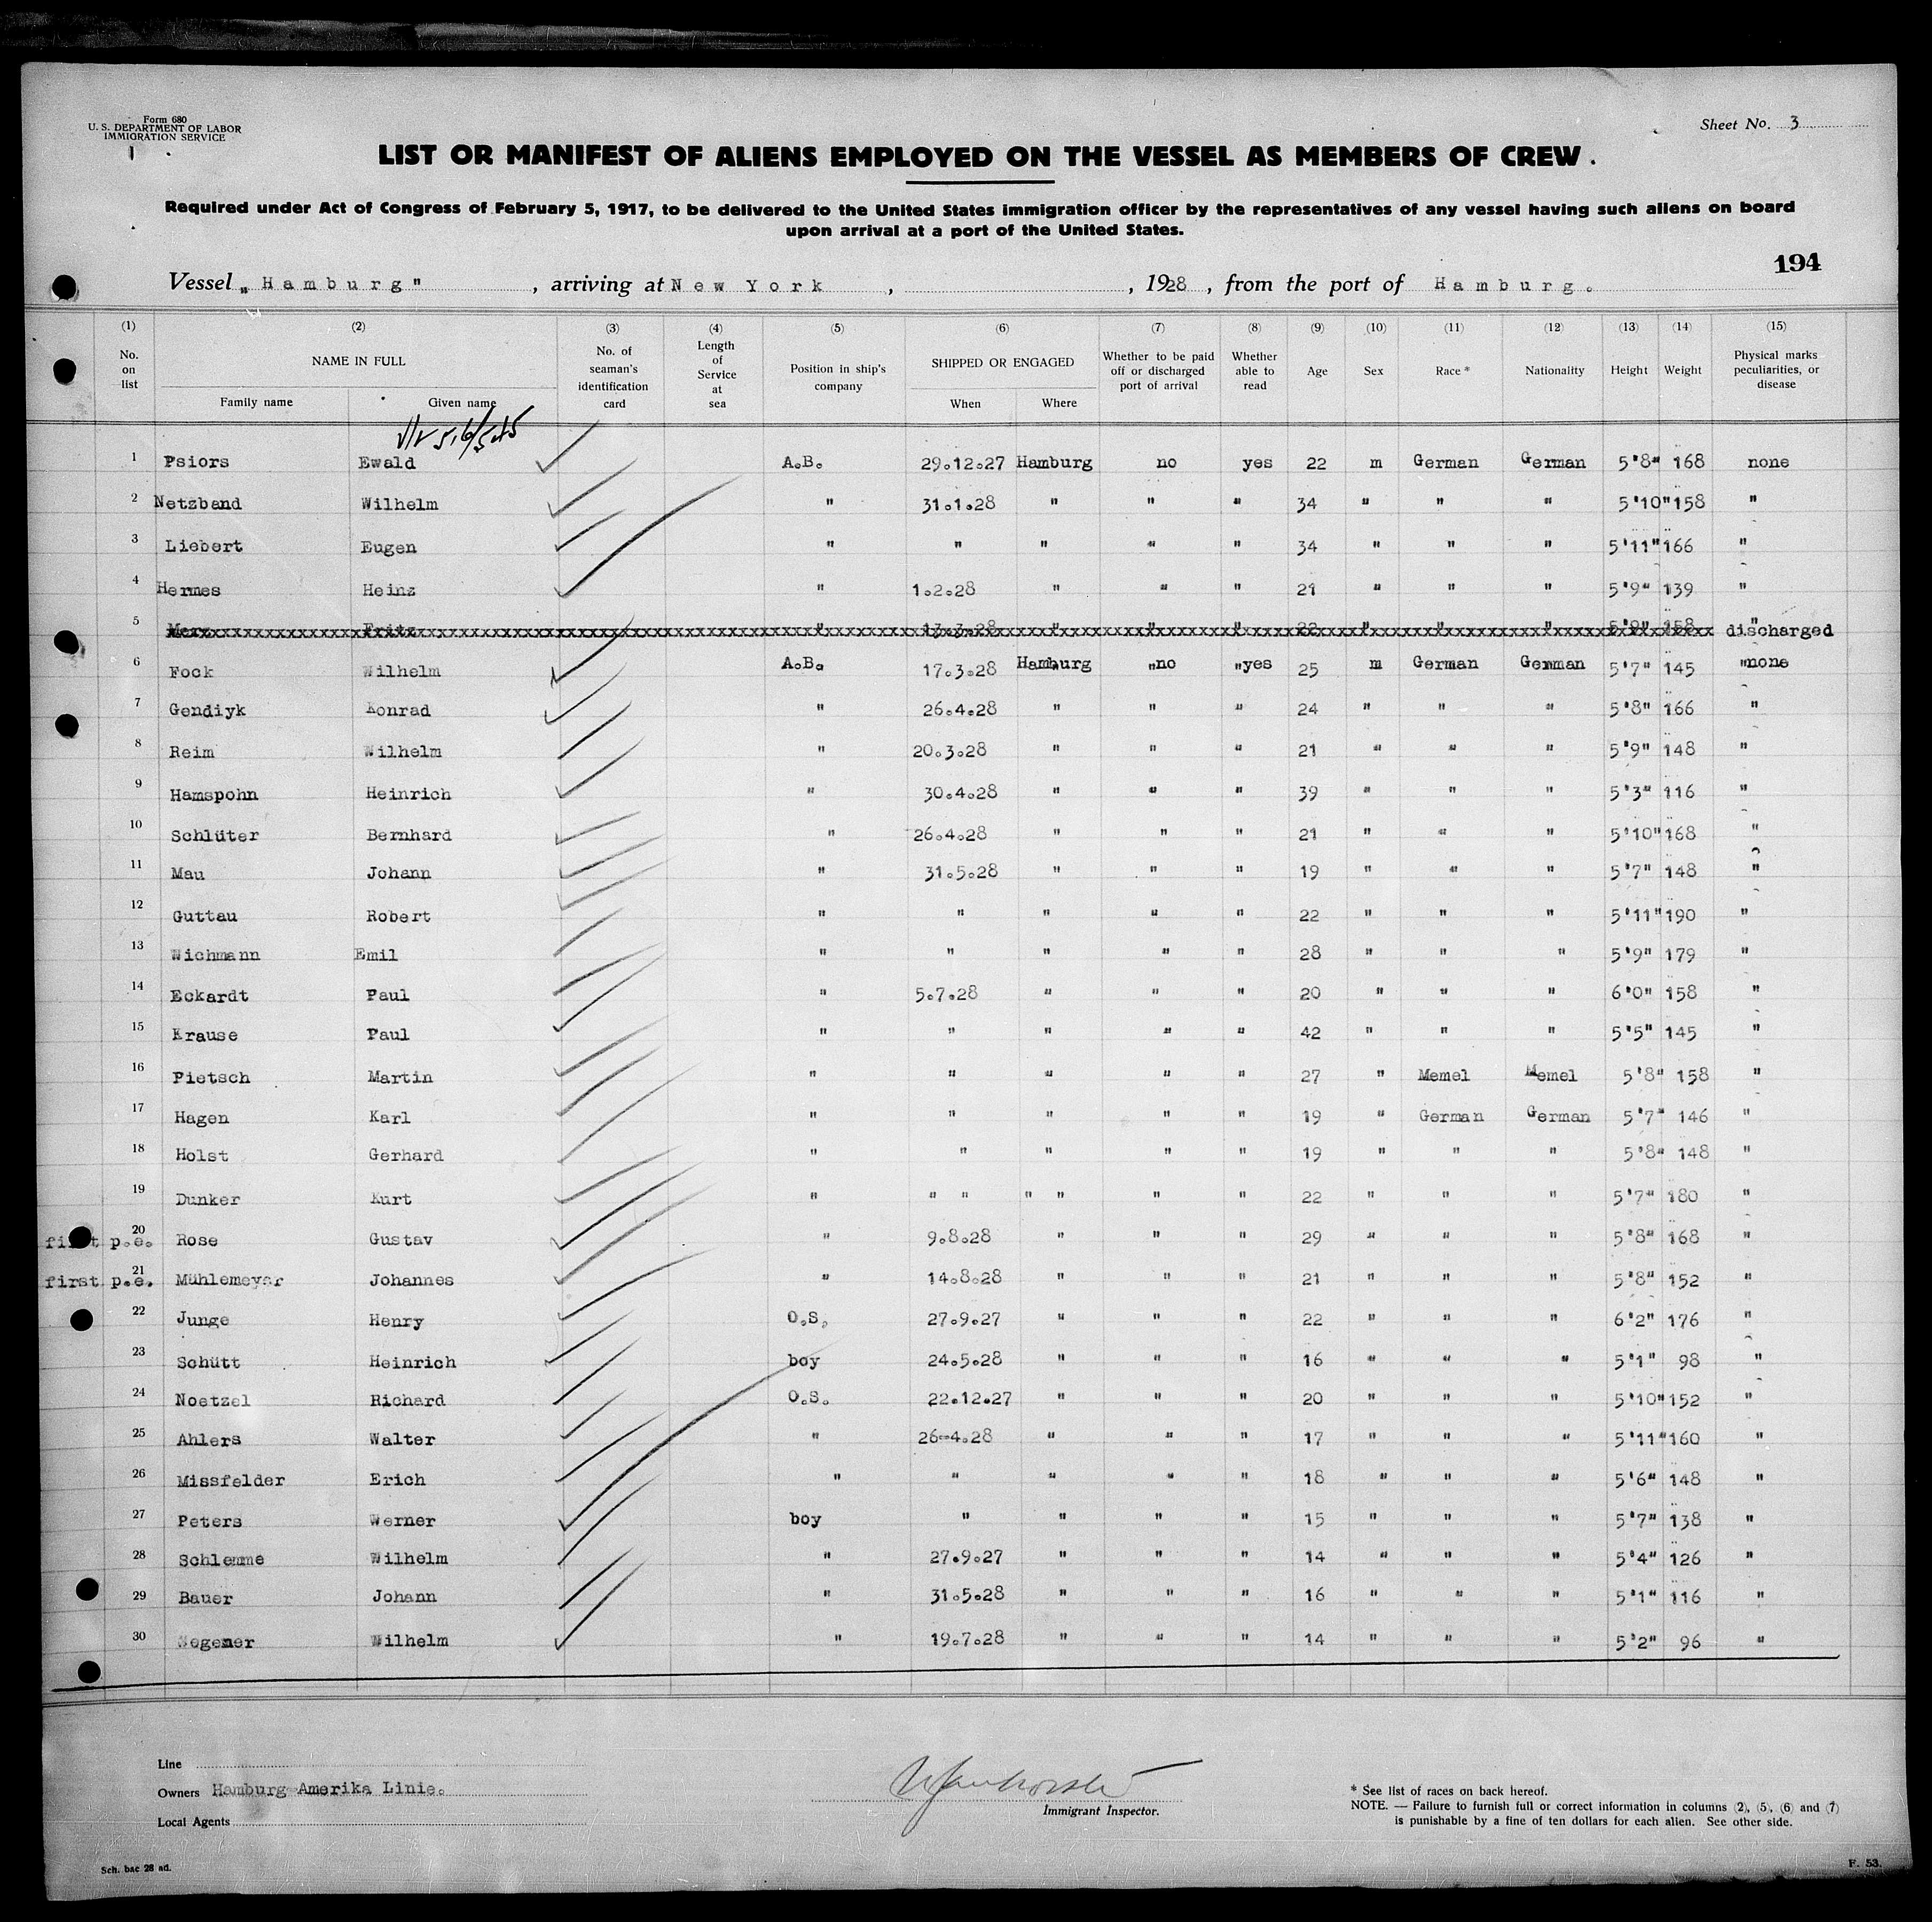 Form 680
U. S. DEPARTMENT OF LABOR
IMMIGRATION SERVICE
Sheet No. 3
LIST OR MANIFEST OF ALIENS EMPLOYED ON THE VESSEL AS MEMBERS OF CREW.
Required under Act of Congress of February 5, 1917, to be delivered to the United States immigration officer by the representatives of any vessel having such aliens on board
upon arrival at a port of the United States.
194
Vessel „Hamburg", arriving at New York, , 1928, from the port of Hamburg.
(1) (2) (3) (4) (5) (6) (7) (8) (9) (10) (11) (12) (13) (14) (15)
No. on list NAME IN FULL Family name Given name No. of seaman's identification card Length of Service at sea Position in ship's company SHIPPED OR ENGAGED When Where Whether to be paid off or discharged port of arrival Whether able to read Age Sex Race * Nationality Height Weight Physical marks peculiarities, or disease
1 Psiors Ewald A.B. 29.12.27 Hamburg no yes 22 m German German 5'8" 168 none
2 Netzband Wilhelm " 31.1.28 " " " 34 " " " 5'10" 158 "
3 Liebert Eugen " " " " " 34 " " " 5'11" 166 "
4 Hermes Heinz " 1.2.28 " " " 21 " " " 5'9" 139 "
5 Merz Fritz " 13.3.28 " " " 22 " " " 5'9" 158 " discharged
6 Fock Wilhelm A.B. 17.3.28 Hamburg "no "yes 25 m German German 5'7" 145 "none
7 Gendiyk Konrad " 26.4.28 " " " 24 " " " 5'8" 166 "
8 Reim Wilhelm " 20.3.28 " " " 21 " " " 5'9" 148 "
9 Hamspohn Heinrich " 30.4.28 " " " 39 " " " 5'3" 116 "
10 Schlüter Bernhard " 26.4.28 " " " 21 " " " 5'10" 168 "
11 Mau Johann " 31.5.28 " " " 19 " " " 5'7" 148 "
12 Guttau Robert " " " " " 22 " " " 5'11" 190 "
13 Wichmann Emil " " " " " 28 " " " 5'9" 179 "
14 Eckardt Paul " 5.7.28 " " " 20 " " " 6'0" 158 "
15 Krause Paul " " " " " 42 " " " 5'5" 145 "
16 Pietsch Martin " " " " " 27 " Memel Memel 5'8" 158 "
17 Hagen Karl " " " " " 19 " German German 5'7" 146 "
18 Holst Gerhard " " " " " 19 " " " 5'8" 148 "
19 Dunker Kurt " " " " " " " 22 " " " 5'7" 180 "
first p.e. 20 Rose Gustav " 9.8.28 " " " 29 " " " 5'8" 168 "
first p.e. 21 Mühlemeyer Johannes " 14.8.28 " " " 21 " " " 5'8" 152 "
22 Junge Henry O.S. 27.9.27 " " " 22 " " " 6'2" 176 "
23 Schütt Heinrich boy 24.5.28 " " " 16 " " " 5'1" 98 "
24 Noetzel Richard O.S. 22.12.27 " " " 20 " " " 5'10" 152 "
25 Ahlers Walter " 26-4.28 " " " 17 " " " 5'11" 160 "
26 Missfelder Erich " " " " " 18 " " " 5'6" 148 "
27 Peters Werner boy " " " " 15 " " " 5'7" 138 "
28 Schlemme Wilhelm " 27.9.27 " " " 14 " " " 5'4" 126 "
29 Bauer Johann " 31.5.28 " " " 16 " " " 5'1" 116 "
30 Wegener Wilhelm " 19.7.28 " " " 14 " " " 5'2" 96 "
Line
Owners Hamburg-Amerika Linie.
Local Agents
Immigrant Inspector.
* See list of races on back hereof.
NOTE. — Failure to furnish full or correct information in columns (2), (5), (6) and (7)
is punishable by a fine of ten dollars for each alien. See other side.
Sch. bac 28 ad.
F. 53.